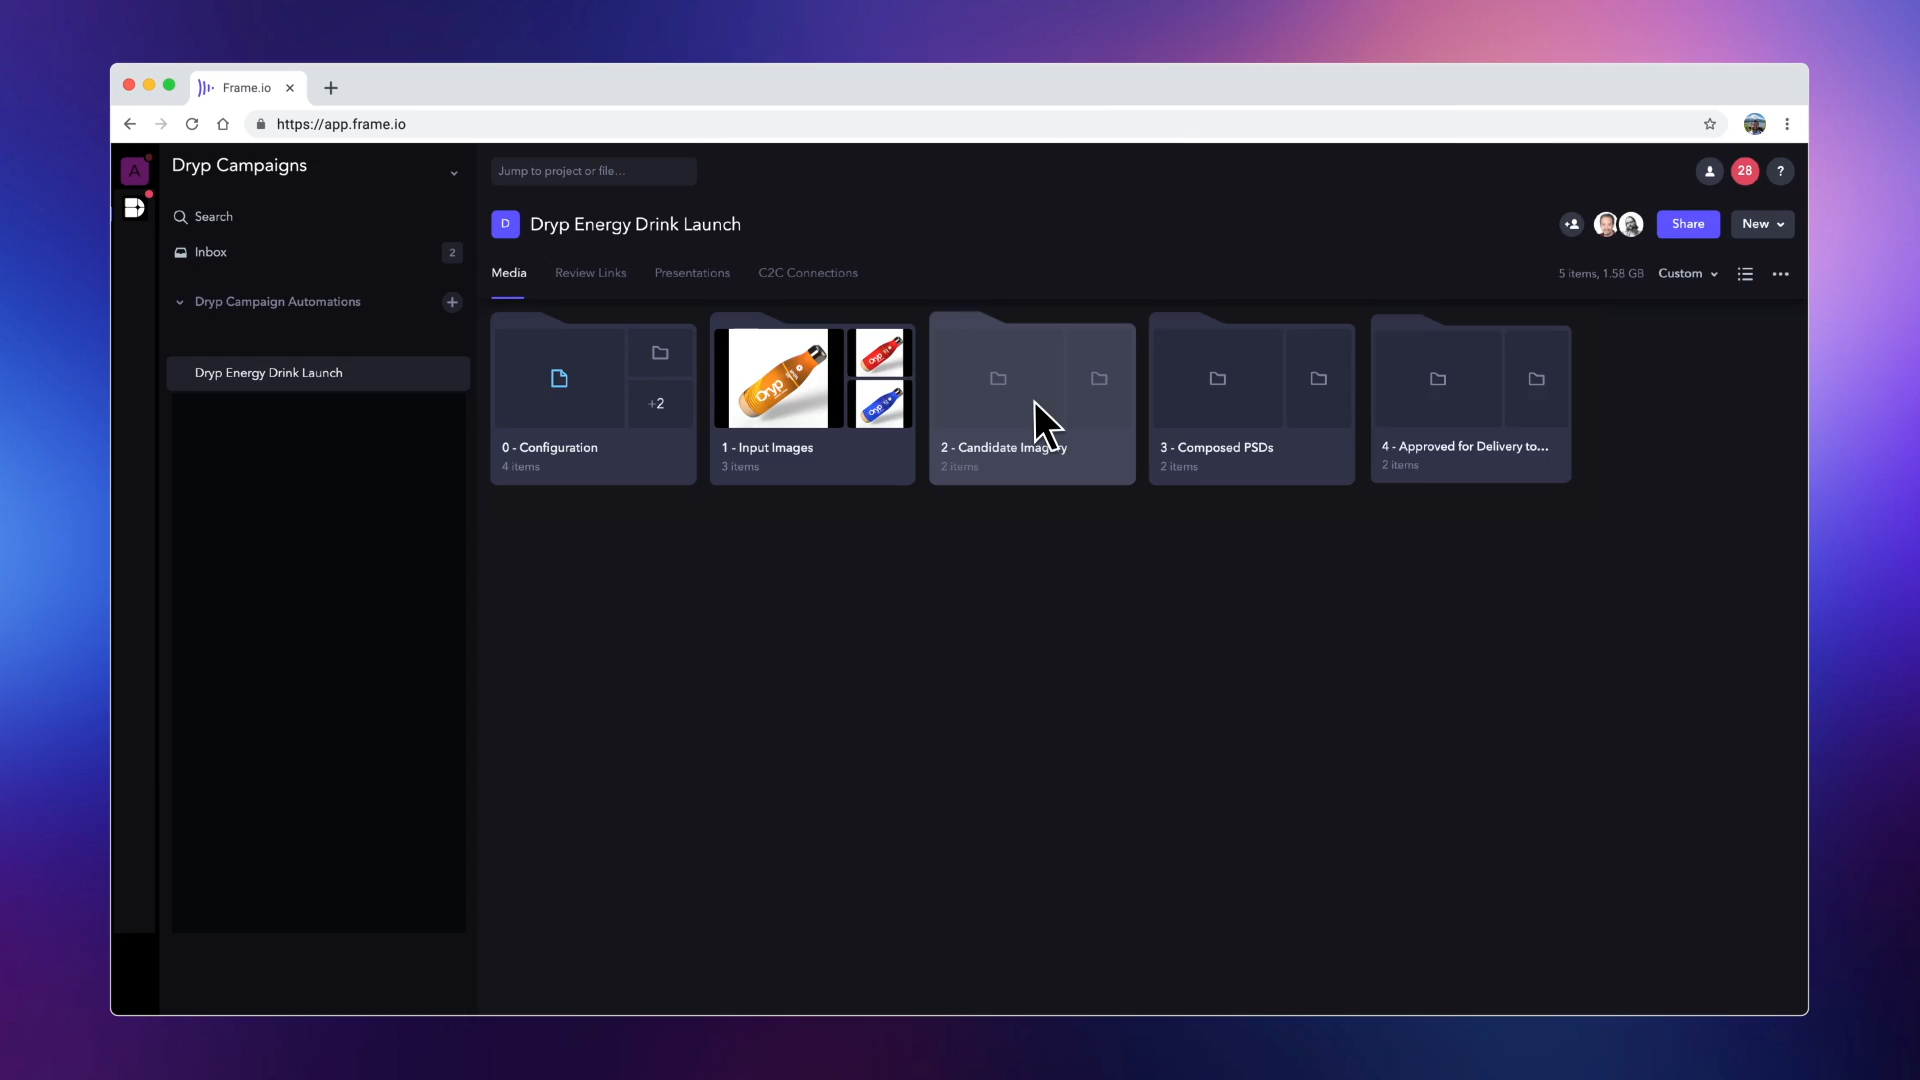 Frame.io
https://app.frame.io
A
Dryp Campaigns
Jump to project or file...
28
?
Search
D
Dryp Energy Drink Launch
Share
New
Inbox
2
Media
Review Links
Presentations
C2C Connections
5 items, 1.58 GB
Custom
Dryp Campaign Automations
Dryp Energy Drink Launch
+2
Dryp
Dryp
Dryp
0 - Configuration
4 items
1 - Input Images
3 items
2 - Candidate Imagery
2 items
3 - Composed PSDs
2 items
4 - Approved for Delivery to...
2 items